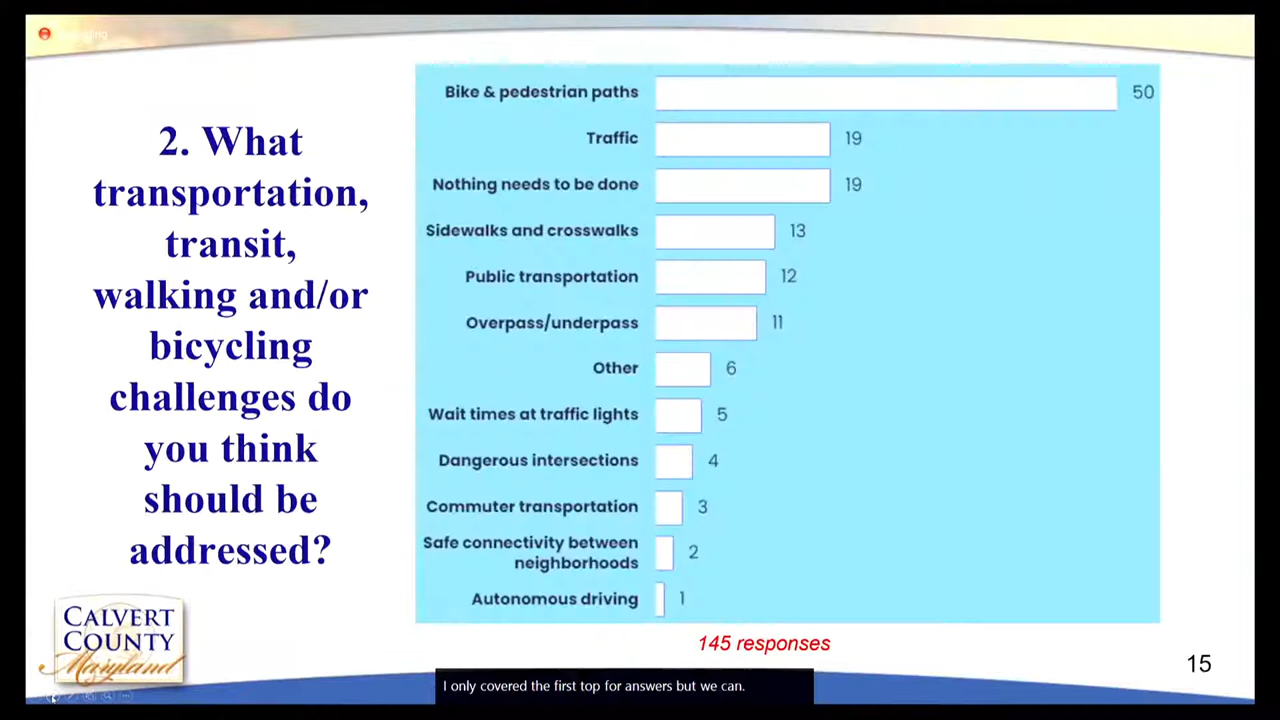 2. What
transportation,
transit,
walking and/or
bicycling
challenges do
you think
should be
addressed?
Bike & pedestrian paths 50
Traffic 19
Nothing needs to be done 19
Sidewalks and crosswalks 13
Public transportation 12
Overpass/underpass 11
Other 6
Wait times at traffic lights 5
Dangerous intersections 4
Commuter transportation 3
Safe connectivity between
neighborhoods 2
Autonomous driving 1
145 responses
CALVERT
COUNTY
Maryland
15
I only covered the first top for answers but we can.